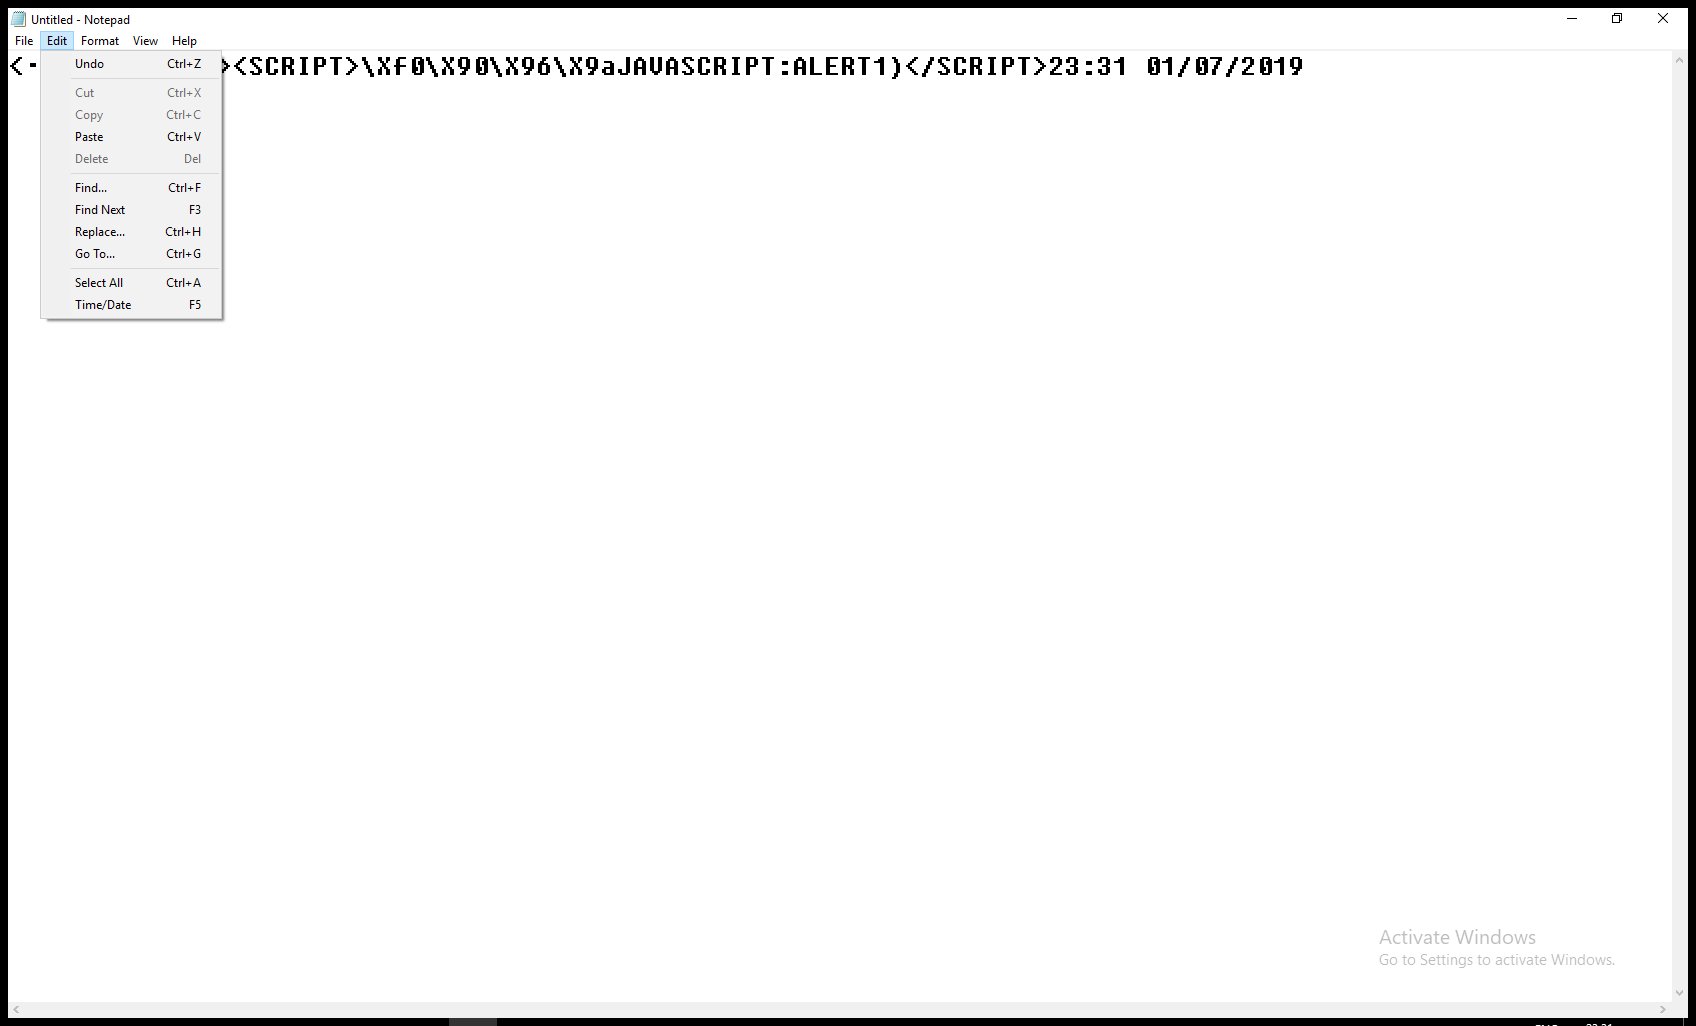 Untitled - Notepad
File Edit Format View Help
<-
><SCRIPT>\Xf0\X90\X96\X9aJAVASCRIPT:ALERT1)</SCRIPT>23:31 01/07/2019
Undo Ctrl+Z
Cut Ctrl+X
Copy Ctrl+C
Paste Ctrl+V
Delete Del
Find... Ctrl+F
Find Next F3
Replace... Ctrl+H
Go To... Ctrl+G
Select All Ctrl+A
Time/Date F5
Activate Windows
Go to Settings to activate Windows.